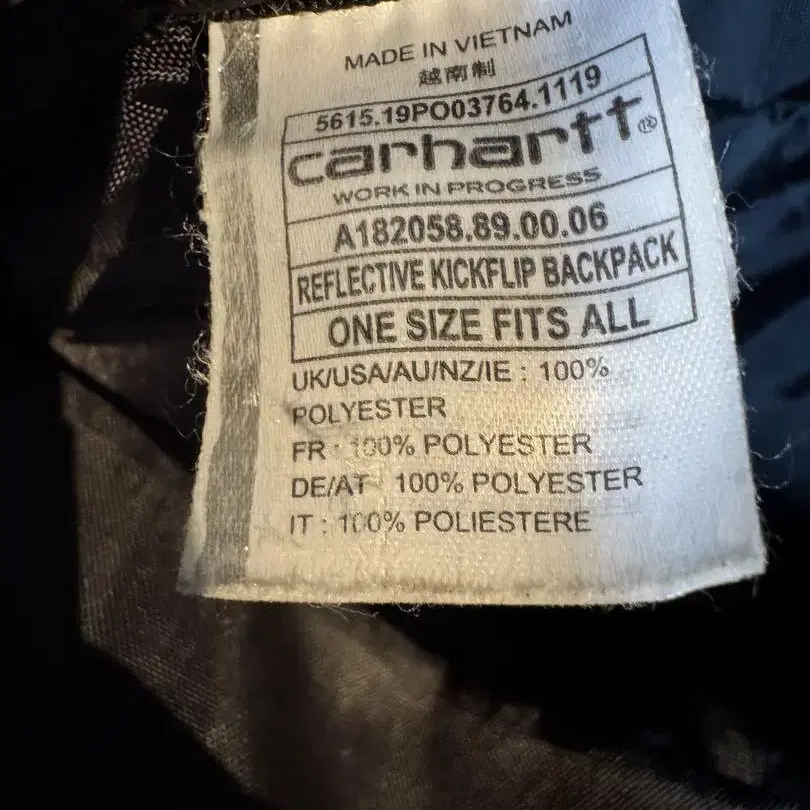 MADE IN VIETNAM
越南制
5615.19PO03764.1119
carhartt®
WORK IN PROGRESS
A182058.89.00.06
REFLECTIVE KICKFLIP BACKPACK
ONE SIZE FITS ALL
UK/USA/AU/NZ/IE : 100%
POLYESTER
FR : 100% POLYESTER
DE/AT : 100% POLYESTER
IT : 100% POLIESTERE